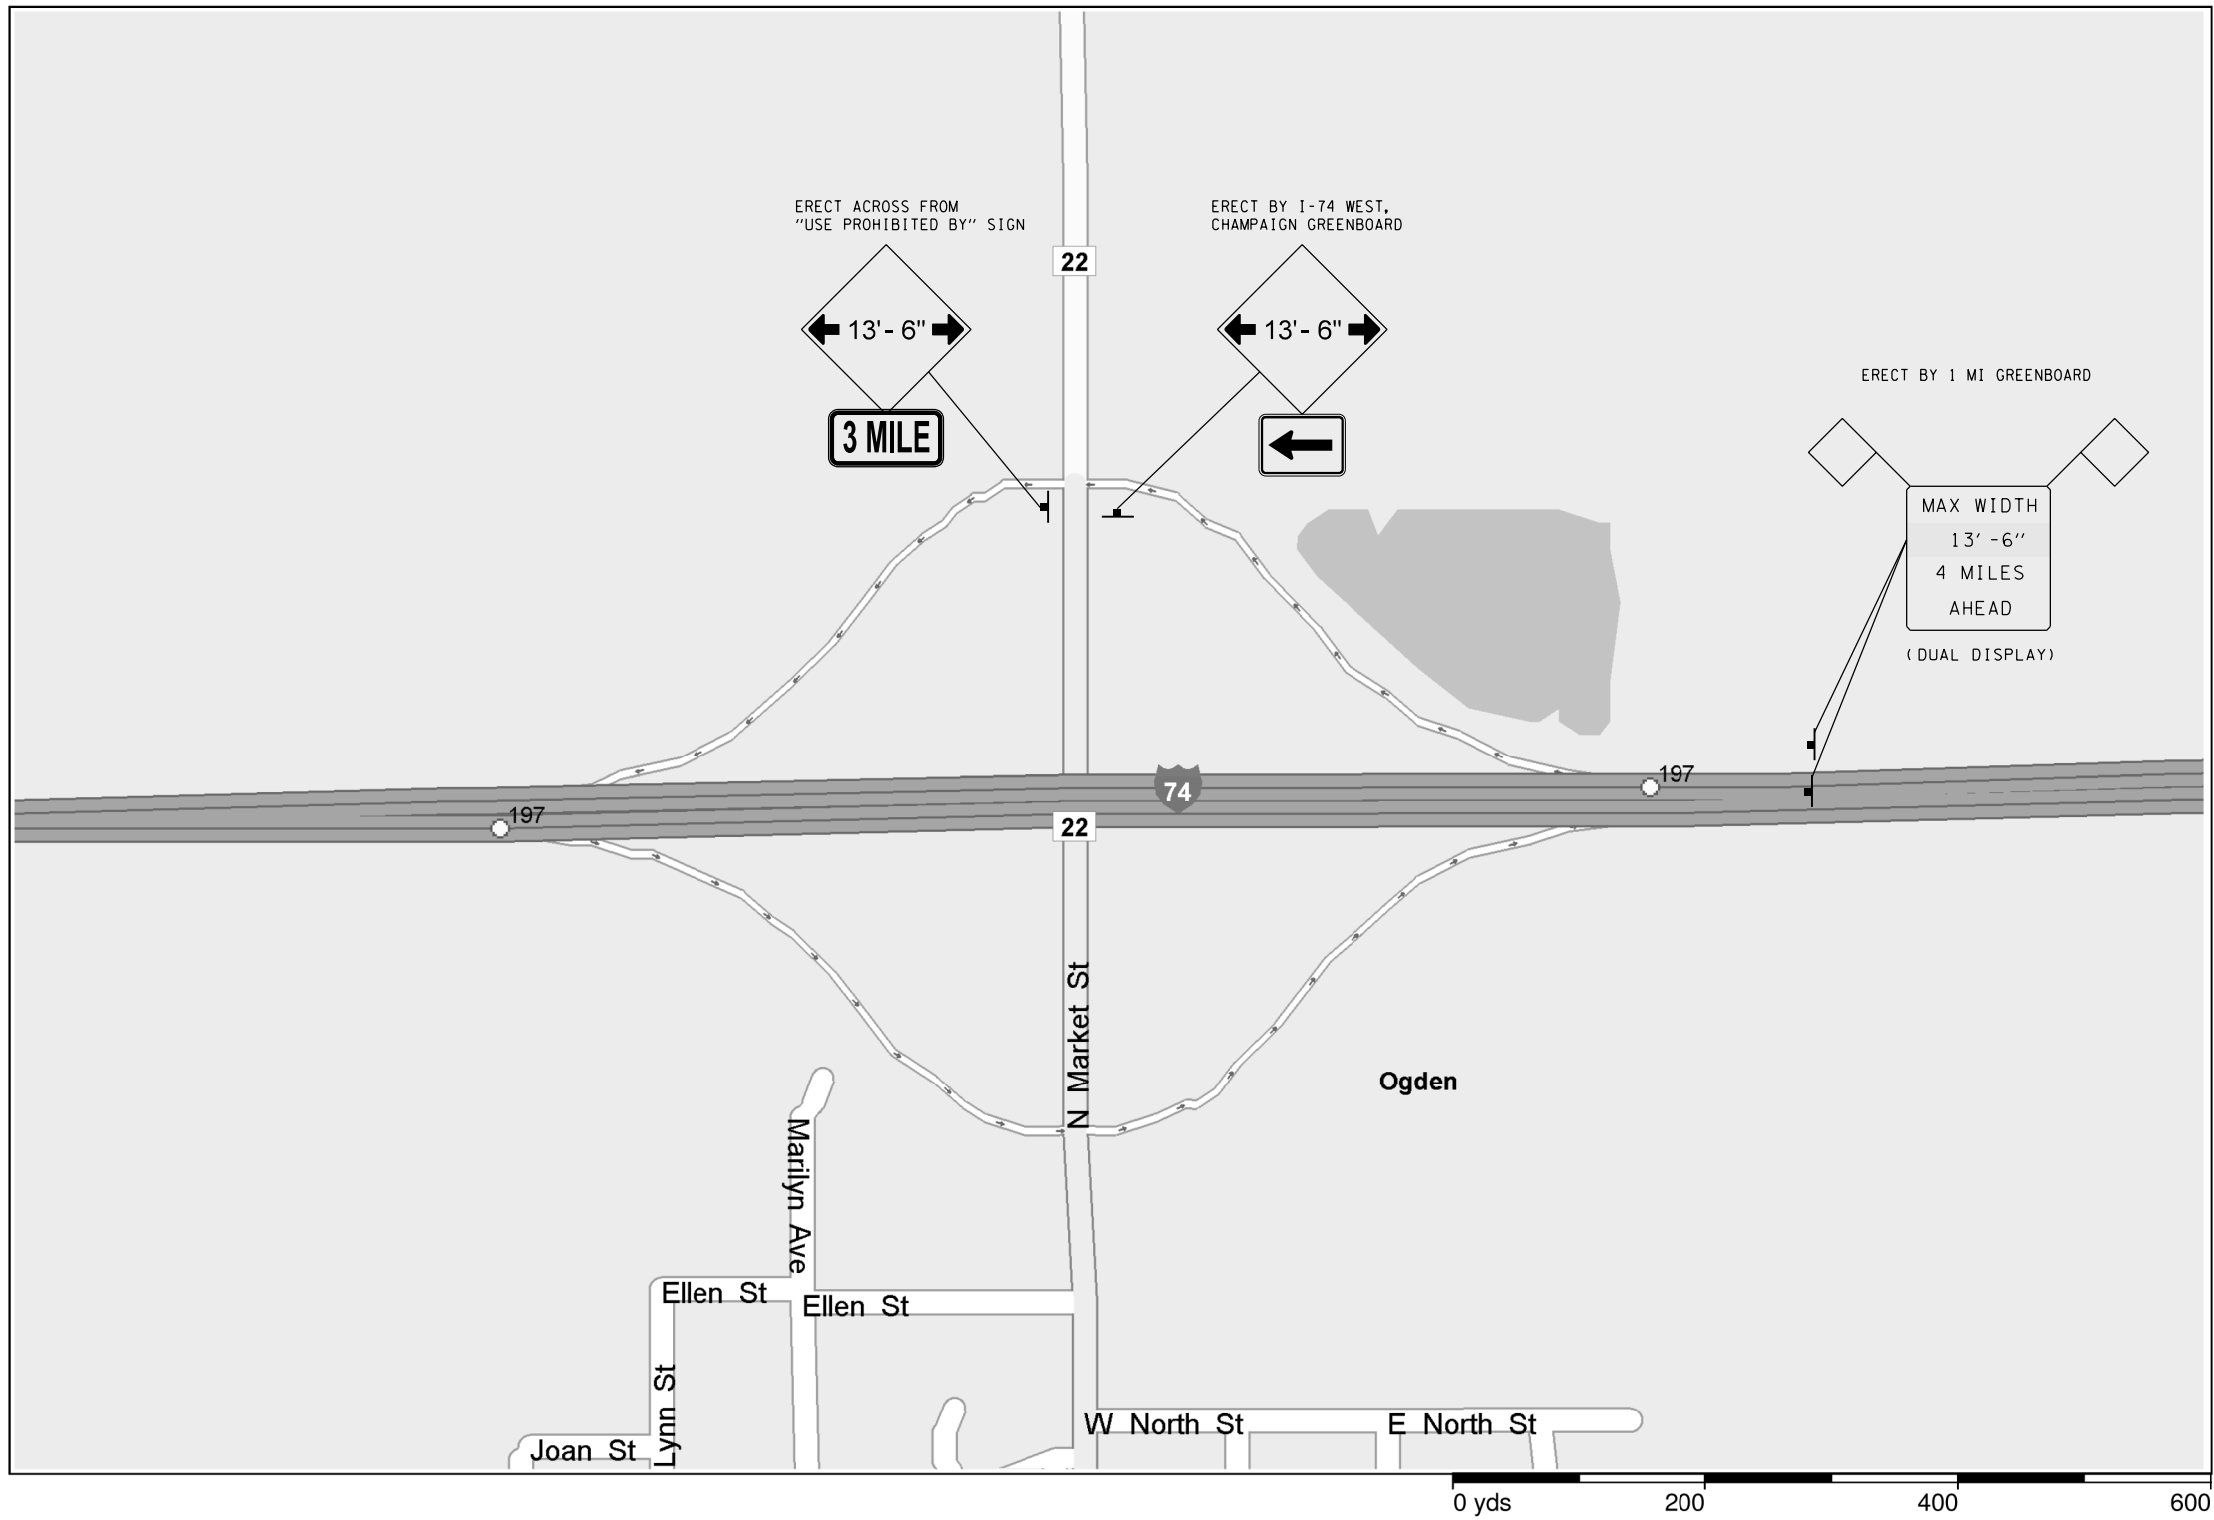 ERECT ACROSS FROM
"USE PROHIBITED BY" SIGN
ERECT BY I-74 WEST,
CHAMPAIGN GREENBOARD
22
13'- 6"
13'- 6"
3 MILE
ERECT BY 1 MI GREENBOARD
MAX WIDTH
13' -6"
4 MILES
AHEAD
(DUAL DISPLAY)
197
74
197
22
N Market St
Ogden
Marilyn Ave
Ellen St
Ellen St
Lynn St
Joan St
W North St
E North St
0 yds
200
400
600